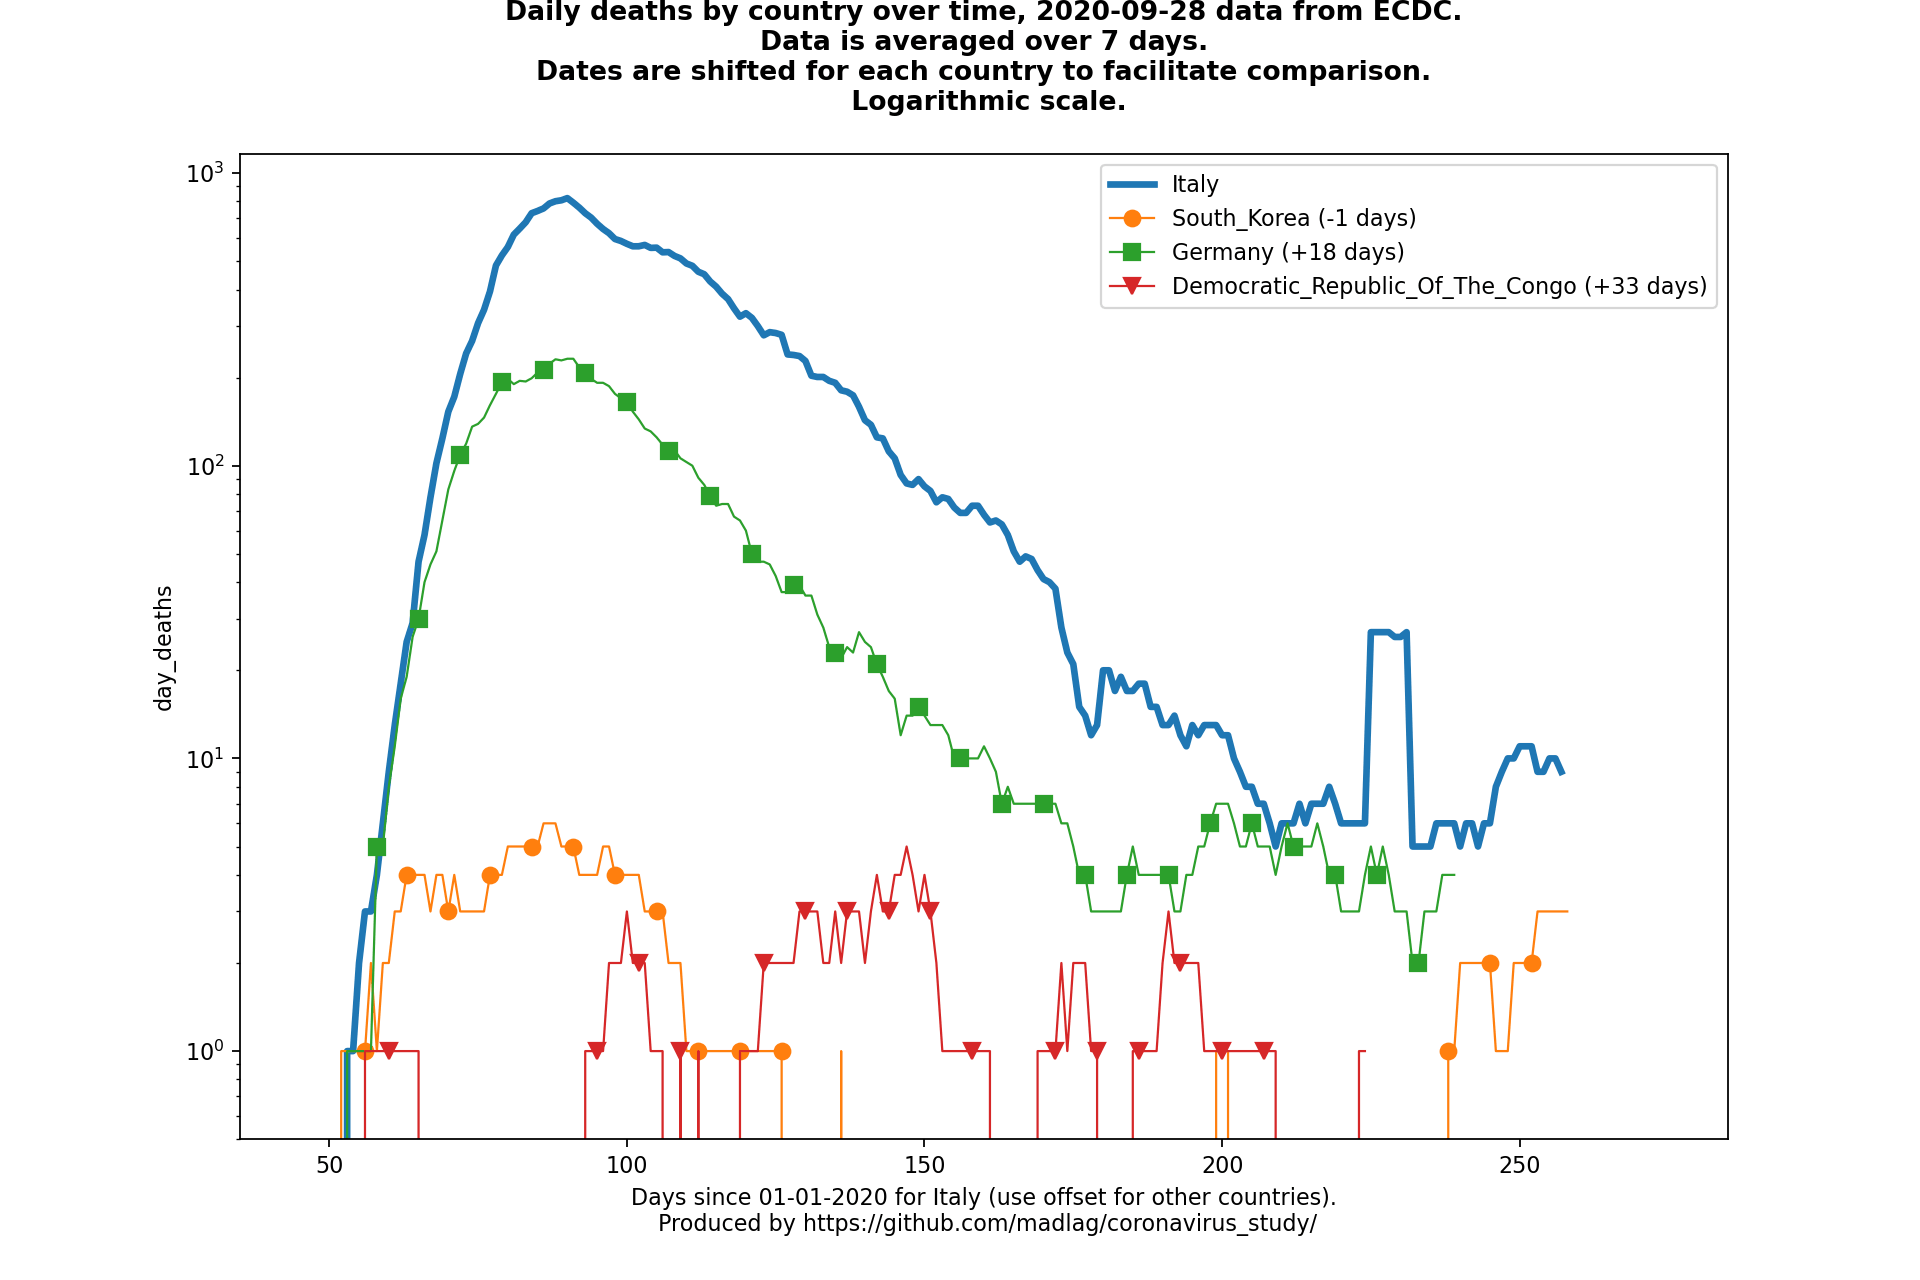 Daily deaths by country over time, 2020-09-28 data from ECDC.
Data is averaged over 7 days.
Dates are shifted for each country to facilitate comparison.
Logarithmic scale.
10³
10²
10¹
10⁰
day_deaths
Italy
South_Korea (-1 days)
Germany (+18 days)
Democratic_Republic_Of_The_Congo (+33 days)
50 100 150 200 250
Days since 01-01-2020 for Italy (use offset for other countries).
Produced by https://github.com/madlag/coronavirus_study/